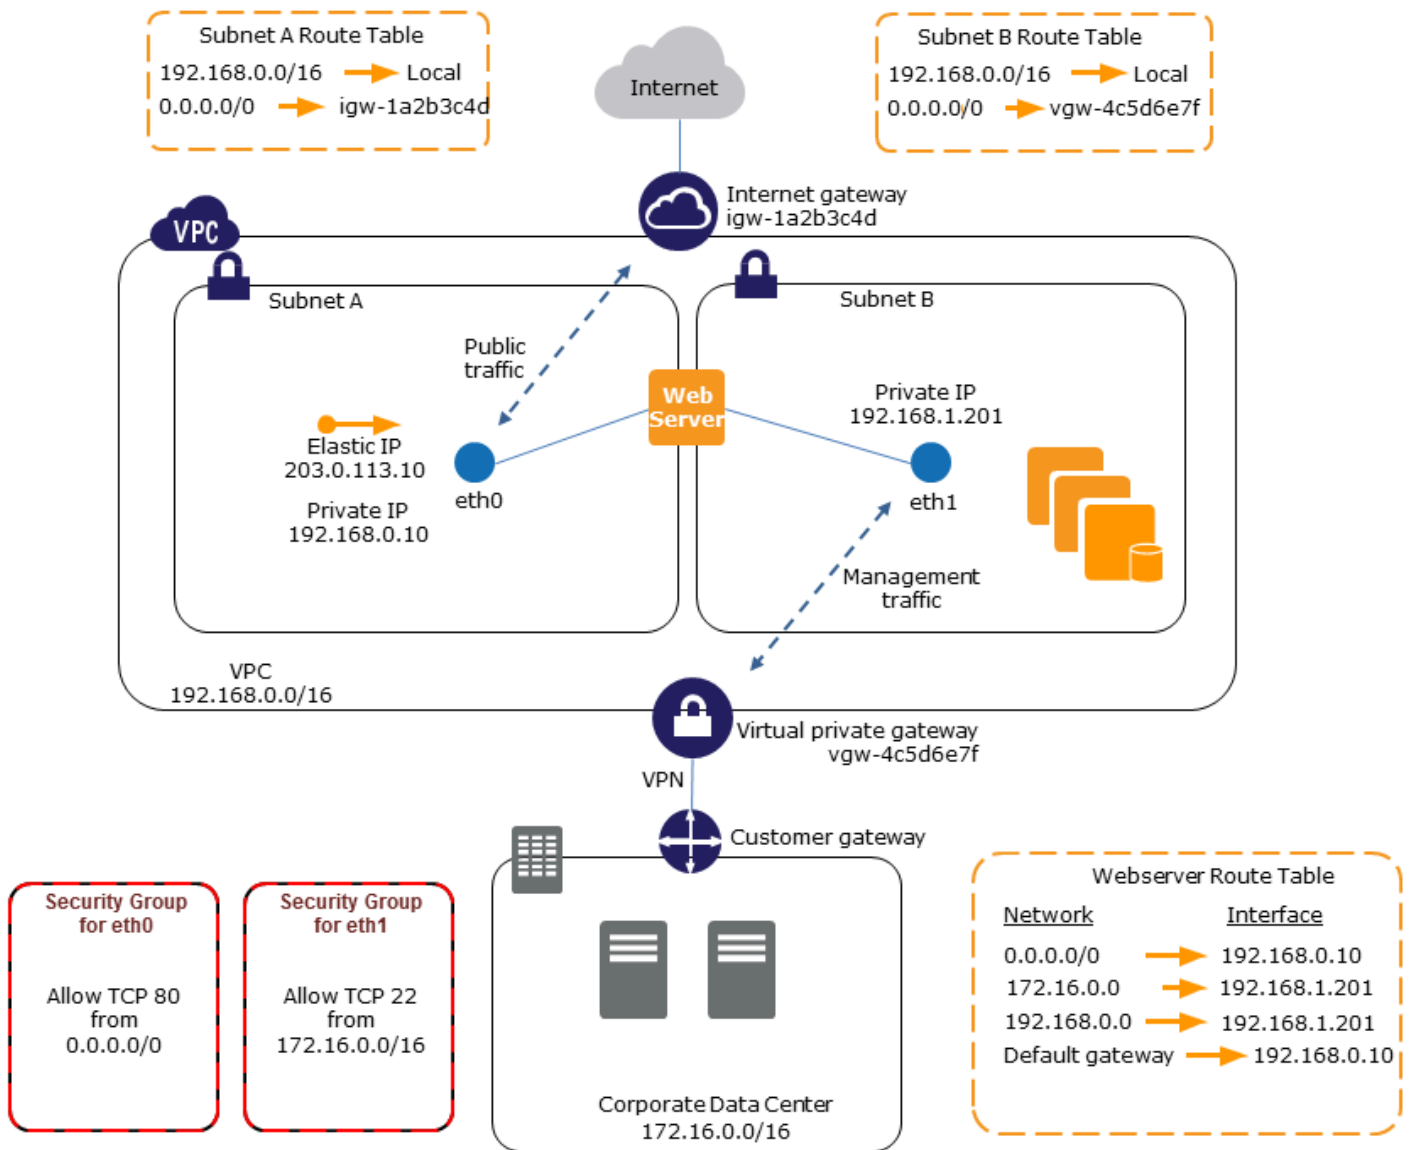 Subnet A Route Table
192.168.0.0/16 Local
0.0.0.0/0 igw-1a2b3c4d
Subnet B Route Table
192.168.0.0/16 Local
0.0.0.0/0 vgw-4c5d6e7f
Internet
Internet gateway
igw-1a2b3c4d
VPC
Subnet A
Subnet B
Public
traffic
Web
Server
Private IP
192.168.1.201
Elastic IP
203.0.113.10
eth0
eth1
Private IP
192.168.0.10
Management
traffic
VPC
192.168.0.0/16
Virtual private gateway
vgw-4c5d6e7f
VPN
Customer gateway
Security Group
for eth0
Allow TCP 80
from
0.0.0.0/0
Security Group
for eth1
Allow TCP 22
from
172.16.0.0/16
Corporate Data Center
172.16.0.0/16
Webserver Route Table
Network Interface
0.0.0.0/0 192.168.0.10
172.16.0.0 192.168.1.201
192.168.0.0 192.168.1.201
Default gateway 192.168.0.10